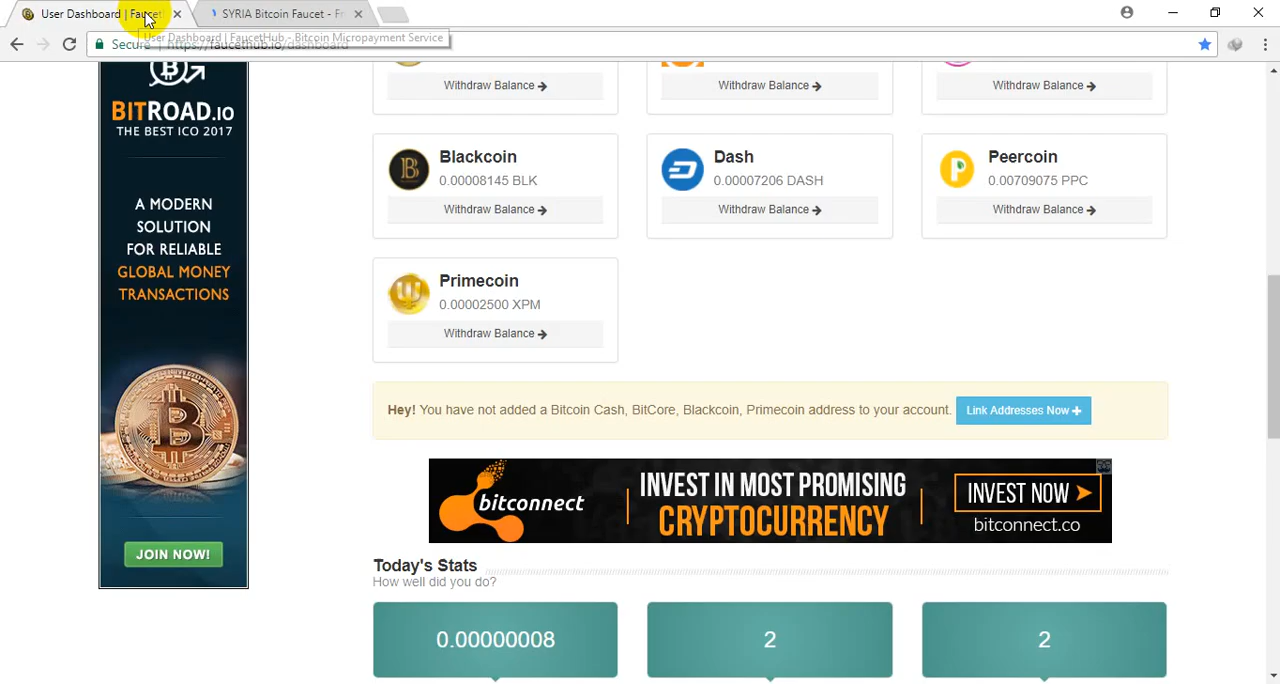 User Dashboard | Faucet
SYRIA Bitcoin Faucet - Fr
Secure
https://faucethub.io/dashboard
User Dashboard | FaucetHub - Bitcoin Micropayment Service
Withdraw Balance
Withdraw Balance
Withdraw Balance
BITROAD.IO
THE BEST ICO 2017
A MODERN
SOLUTION
FOR RELIABLE
GLOBAL MONEY
TRANSACTIONS
JOIN NOW!
Blackcoin
0.00008145 BLK
Withdraw Balance
Dash
0.00007206 DASH
Withdraw Balance
Peercoin
0.00709075 PPC
Withdraw Balance
Primecoin
0.00002500 XPM
Withdraw Balance
Hey! You have not added a Bitcoin Cash, BitCore, Blackcoin, Primecoin address to your account.
Link Addresses Now +
bitconnect
INVEST IN MOST PROMISING
CRYPTOCURRENCY
INVEST NOW
bitconnect.co
Today's Stats
How well did you do?
0.00000008
2
2